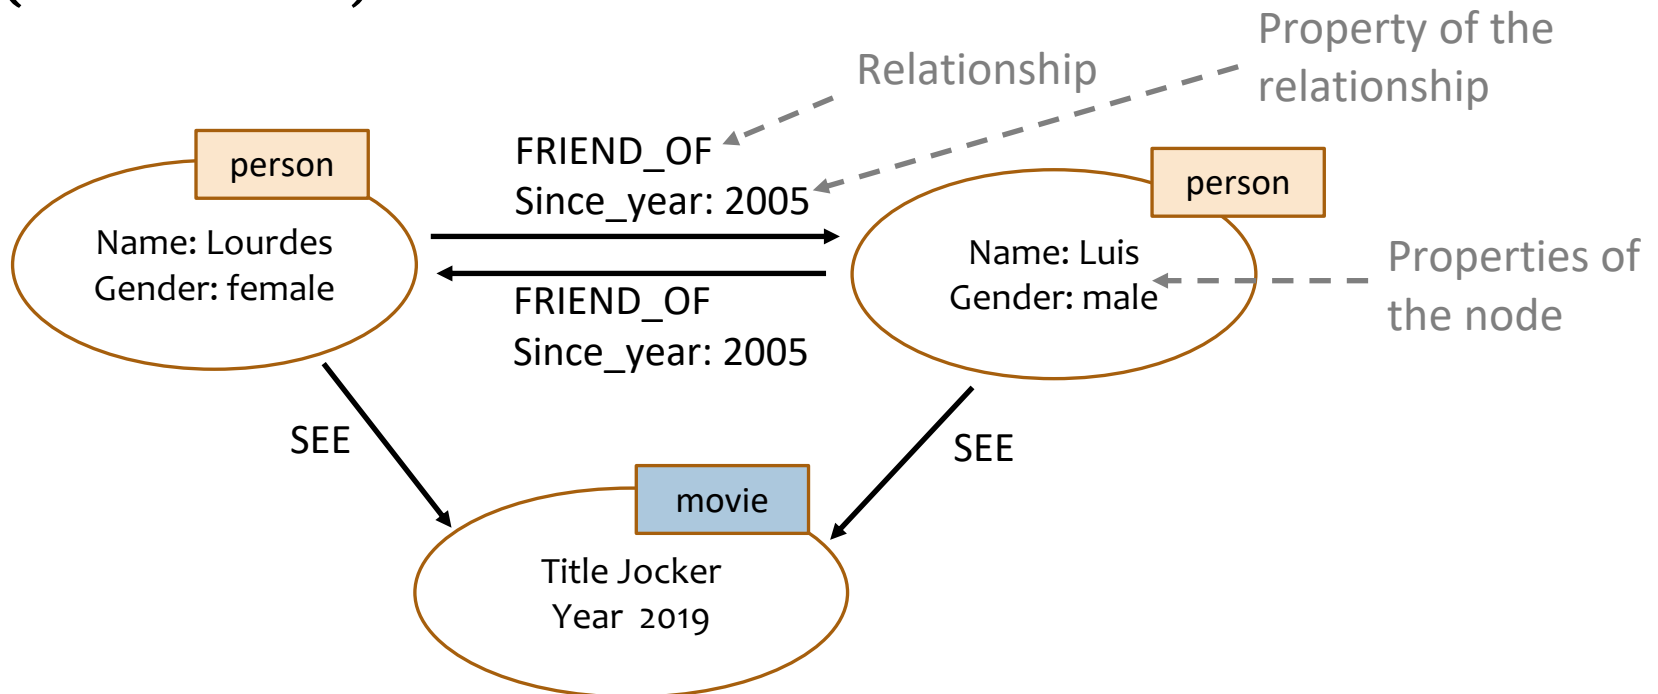 Property of the
relationship
Relationship
FRIEND_OF
Since_year: 2005
person
person
Name: Lourdes
Gender: female
Name: Luis
Gender: male
Properties of
the node
FRIEND_OF
Since_year: 2005
SEE
SEE
movie
Title Jocker
Year 2019